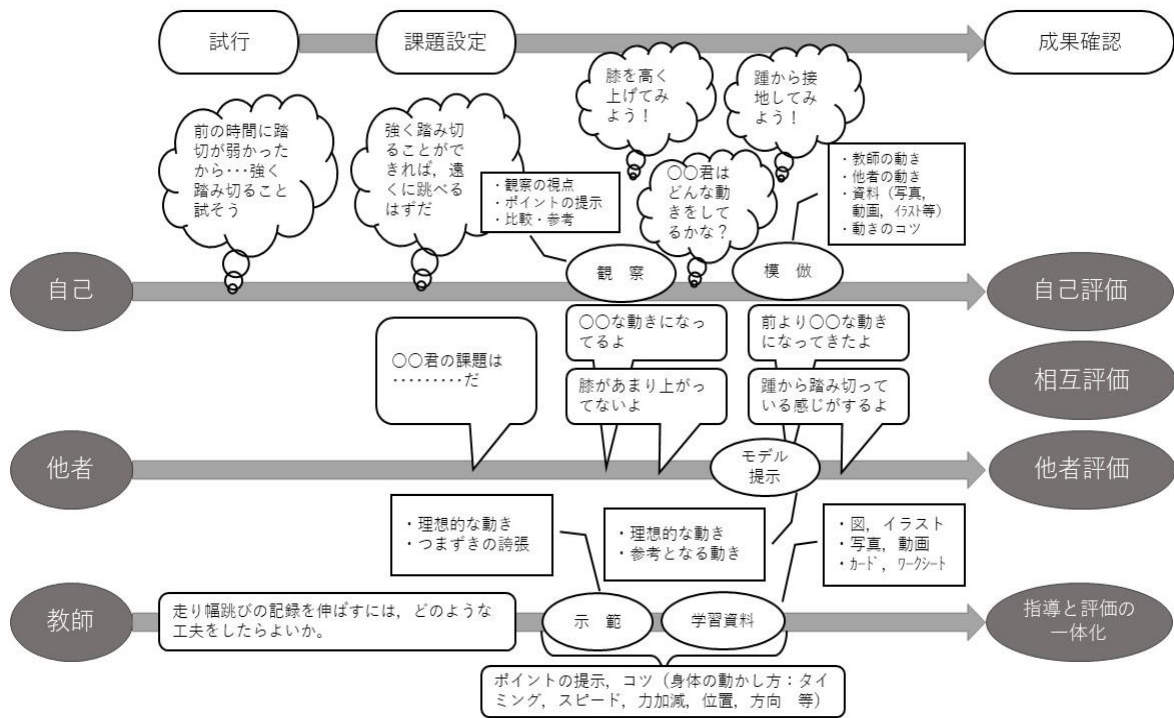 試行
課題設定
成果確認
前の時間に踏
切が弱かった
から･･･強く
踏み切ること
試そう
強く踏み切
ることがで
きれば，遠
くに跳べる
はずだ
膝を高く
上げてみ
よう！
踵から接
地してみ
よう！
・観察の視点
・ポイントの提示
・比較・参考
〇〇君は
どんな動
きをして
るかな？
・教師の動き
・他者の動き
・資料（写真，
動画，ｲﾗｽﾄ等）
・動きのコツ
自己
観　察
模　倣
自己評価
〇〇な動きになっ
てるよ
前より〇〇な動き
になってきたよ
〇〇君の課題は
･････････だ
膝があまり上がっ
てないよ
踵から踏み切って
いる感じがするよ
相互評価
他者
モデル
提示
他者評価
・理想的な動き
・つまずきの誇張
・理想的な動き
・参考となる動き
・図，イラスト
・写真，動画
・ｶｰﾄﾞ，ﾜｰｸｼｰﾄ
教師
走り幅跳びの記録を伸ばすには，どのような
工夫をしたらよいか。
示　範
学習資料
指導と評価の
一体化
ポイントの提示，コツ（身体の動かし方：タイ
ミング，スピード，力加減，位置，方向　等）